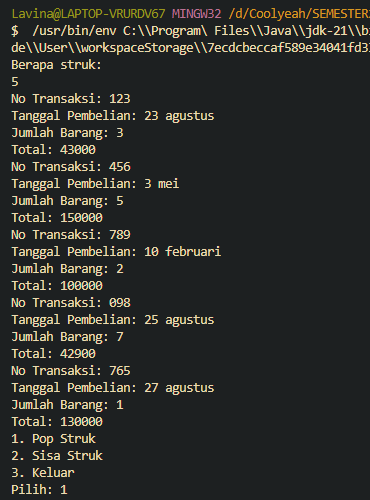 Lavina@LAPTOP-VRURDV67 MINGW32 /d/Coolyeah/SEMESTER
$ /usr/bin/env C:\\Program\ Files\\Java\\jdk-21\\b
de\\User\\workspaceStorage\\7ecdcbeccaf589e34041fd3
Berapa struk:
5
No Transaksi: 123
Tanggal Pembelian: 23 agustus
Jumlah Barang: 3
Total: 43000
No Transaksi: 456
Tanggal Pembelian: 3 mei
Jumlah Barang: 5
Total: 150000
No Transaksi: 789
Tanggal Pembelian: 10 februari
Jumlah Barang: 2
Total: 100000
No Transaksi: 098
Tanggal Pembelian: 25 agustus
Jumlah Barang: 7
Total: 42900
No Transaksi: 765
Tanggal Pembelian: 27 agustus
Jumlah Barang: 1
Total: 130000
1. Pop Struk
2. Sisa Struk
3. Keluar
Pilih: 1